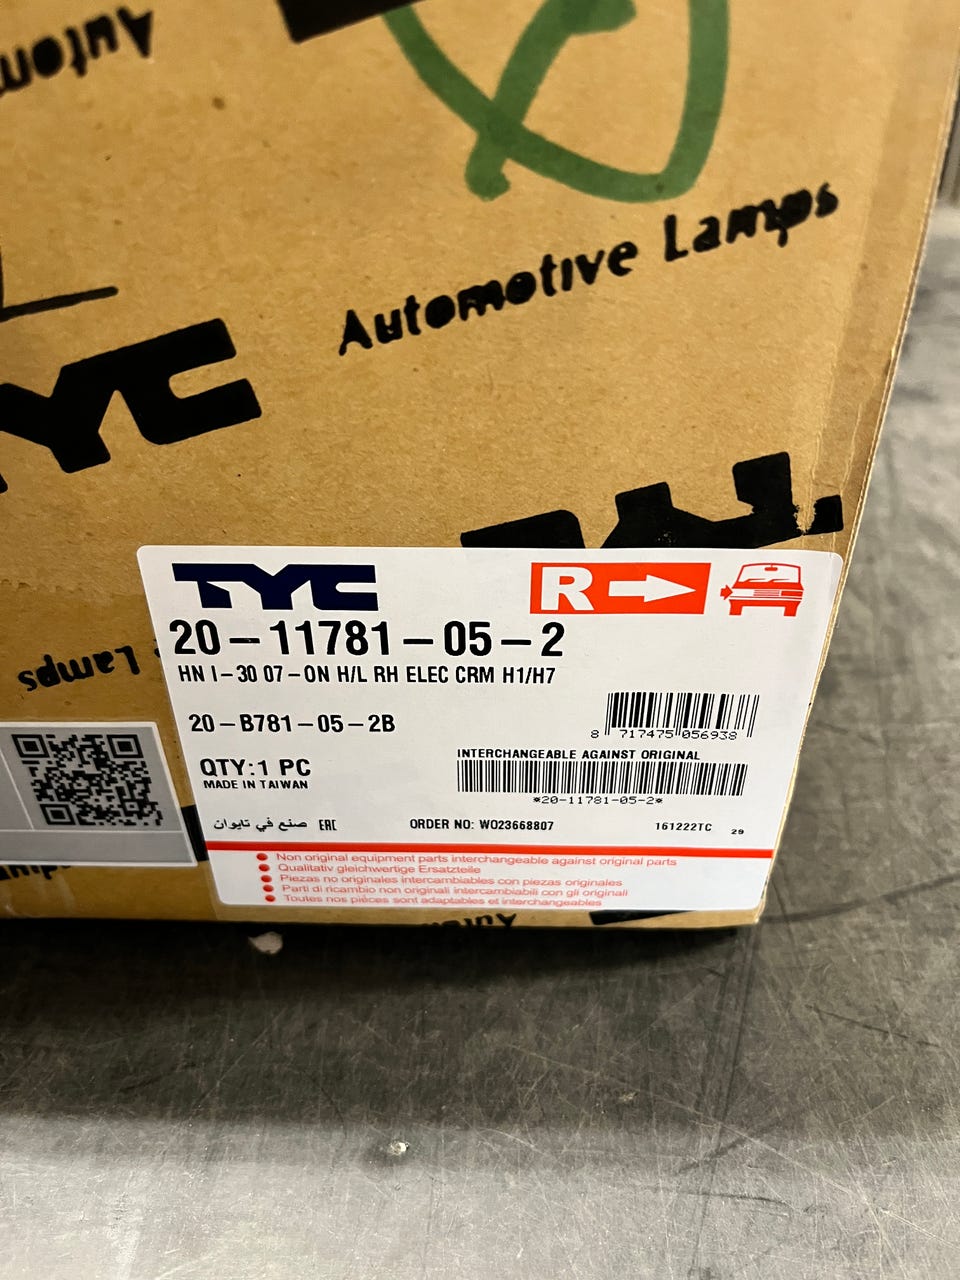 Autom
Automotive Lamps
TYC
TYC
Lamps
TYC
R
20-11781-05-2
HN I-30 07-ON H/L RH ELEC CRM H1/H7
20-B781-05-2B
8 717475 056938
INTERCHANGEABLE AGAINST ORIGINAL
*20-11781-05-2*
QTY:1 PC
MADE IN TAIWAN
صنع في تايوان EAC ORDER NO: WO23668807 161222TC 29
Non original equipment parts interchangeable against original parts
Qualitativ gleichwertige Ersatzteile
Piezas no originales intercambiables con piezas originales
Parti di ricambio non originali intercambiabili con gli originali
Toutes nos pièces sont adaptables et interchangeables
Auto